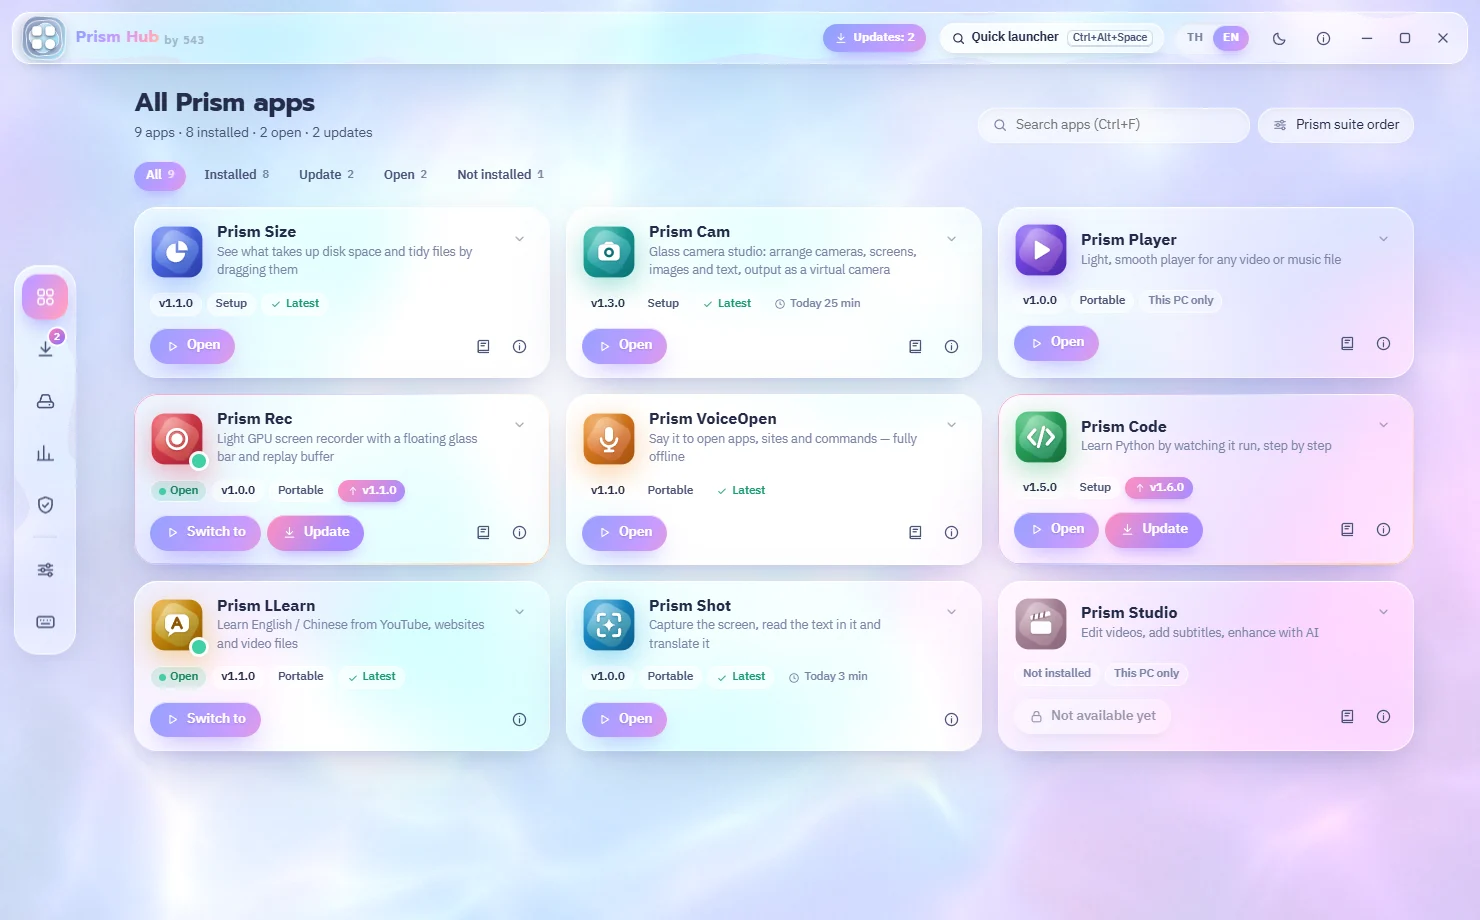 Prism Hub by 543
Updates: 2
Quick launcher Ctrl+Alt+Space
TH EN
All Prism apps
9 apps · 8 installed · 2 open · 2 updates
Search apps (Ctrl+F)
Prism suite order
All 9
Installed 8
Update 2
Open 2
Not installed 1
2
Prism Size
See what takes up disk space and tidy files by
dragging them
v1.1.0 Setup Latest
Open
Prism Cam
Glass camera studio: arrange cameras, screens,
images and text, output as a virtual camera
v1.3.0 Setup Latest Today 25 min
Open
Prism Player
Light, smooth player for any video or music file
v1.0.0 Portable This PC only
Open
Prism Rec
Light GPU screen recorder with a floating glass
bar and replay buffer
Open v1.0.0 Portable ↑ v1.1.0
Switch to Update
Prism VoiceOpen
Say it to open apps, sites and commands — fully
offline
v1.1.0 Portable Latest
Open
Prism Code
Learn Python by watching it run, step by step
v1.5.0 Setup ↑ v1.6.0
Open Update
A
Prism LLearn
Learn English / Chinese from YouTube, websites
and video files
Open v1.1.0 Portable Latest
Switch to
Prism Shot
Capture the screen, read the text in it and
translate it
v1.0.0 Portable Latest Today 3 min
Open
Prism Studio
Edit videos, add subtitles, enhance with AI
Not installed This PC only
Not available yet